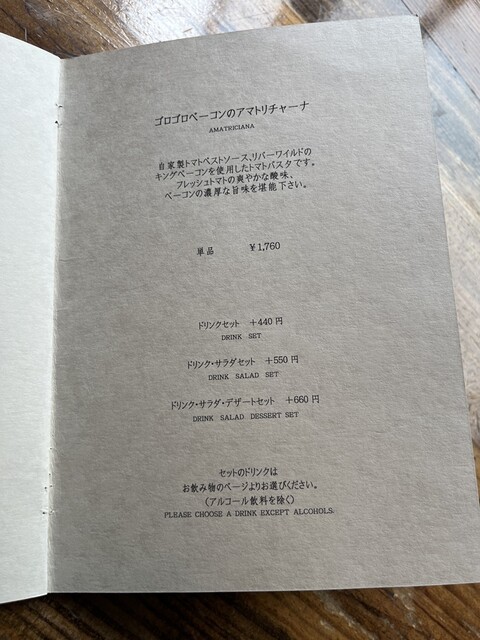 ゴロゴロベーコンのアマトリチャーナ
AMATRICIANA
自家製トマトペストソース、リバーワイルドの
キングベーコンを使用したトマトパスタです。
フレッシュトマトの爽やかな酸味、
ベーコンの濃厚な旨味を堪能下さい。
単品 ￥1,760
ドリンクセット ＋440 円
DRINK SET
ドリンク・サラダセット ＋550 円
DRINK SALAD SET
ドリンク・サラダ・デザートセット ＋660 円
DRINK SALAD DESSERT SET
セットのドリンクは
お飲み物のページよりお選びください。
（アルコール飲料を除く）
PLEASE CHOOSE A DRINK EXCEPT ALCOHOLS.